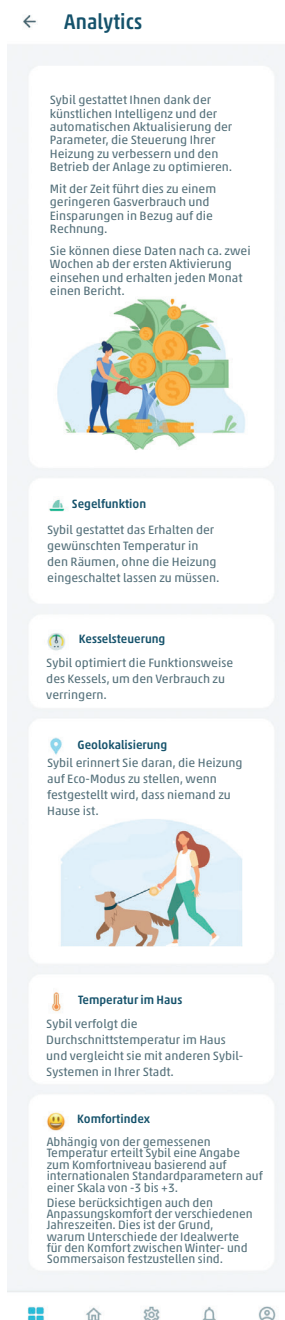 Analytics
Sybil gestattet Ihnen dank der
künstlichen Intelligenz und der
automatischen Aktualisierung der
Parameter, die Steuerung Ihrer
Heizung zu verbessern und den
Betrieb der Anlage zu optimieren.
Mit der Zeit führt dies zu einem
geringeren Gasverbrauch und
Einsparungen in Bezug auf die
Rechnung.
Sie können diese Daten nach ca. zwei
Wochen ab der ersten Aktivierung
einsehen und erhalten jeden Monat
einen Bericht.
Segelfunktion
Sybil gestattet das Erhalten der
gewünschten Temperatur in
den Räumen, ohne die Heizung
eingeschaltet lassen zu müssen.
Kesselsteuerung
Sybil optimiert die Funktionsweise
des Kessels, um den Verbrauch zu
verringern.
Geolokalisierung
Sybil erinnert Sie daran, die Heizung
auf Eco-Modus zu stellen, wenn
festgestellt wird, dass niemand zu
Hause ist.
Temperatur im Haus
Sybil verfolgt die
Durchschnittstemperatur im Haus
und vergleicht sie mit anderen Sybil-
Systemen in Ihrer Stadt.
Komfortindex
Abhängig von der gemessenen
Temperatur erteilt Sybil eine Angabe
zum Komfortniveau basierend auf
internationalen Standardparametern auf
einer Skala von -3 bis +3.
Diese berücksichtigen auch den
Anpassungskomfort der verschiedenen
Jahreszeiten. Dies ist der Grund,
warum Unterschiede der Idealwerte
für den Komfort zwischen Winter- und
Sommersaison festzustellen sind.